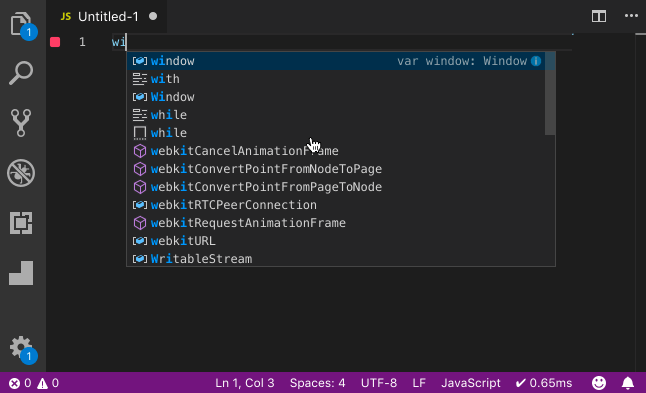 JS Untitled-1
1
1 wi
window var window: Window
with
Window
while
while
webkitCancelAnimationFrame
webkitConvertPointFromNodeToPage
webkitConvertPointFromPageToNode
webkitRTCPeerConnection
webkitRequestAnimationFrame
webkitURL
WritableStream
1
0 0 Ln 1, Col 3 Spaces: 4 UTF-8 LF JavaScript ✔ 0.65ms